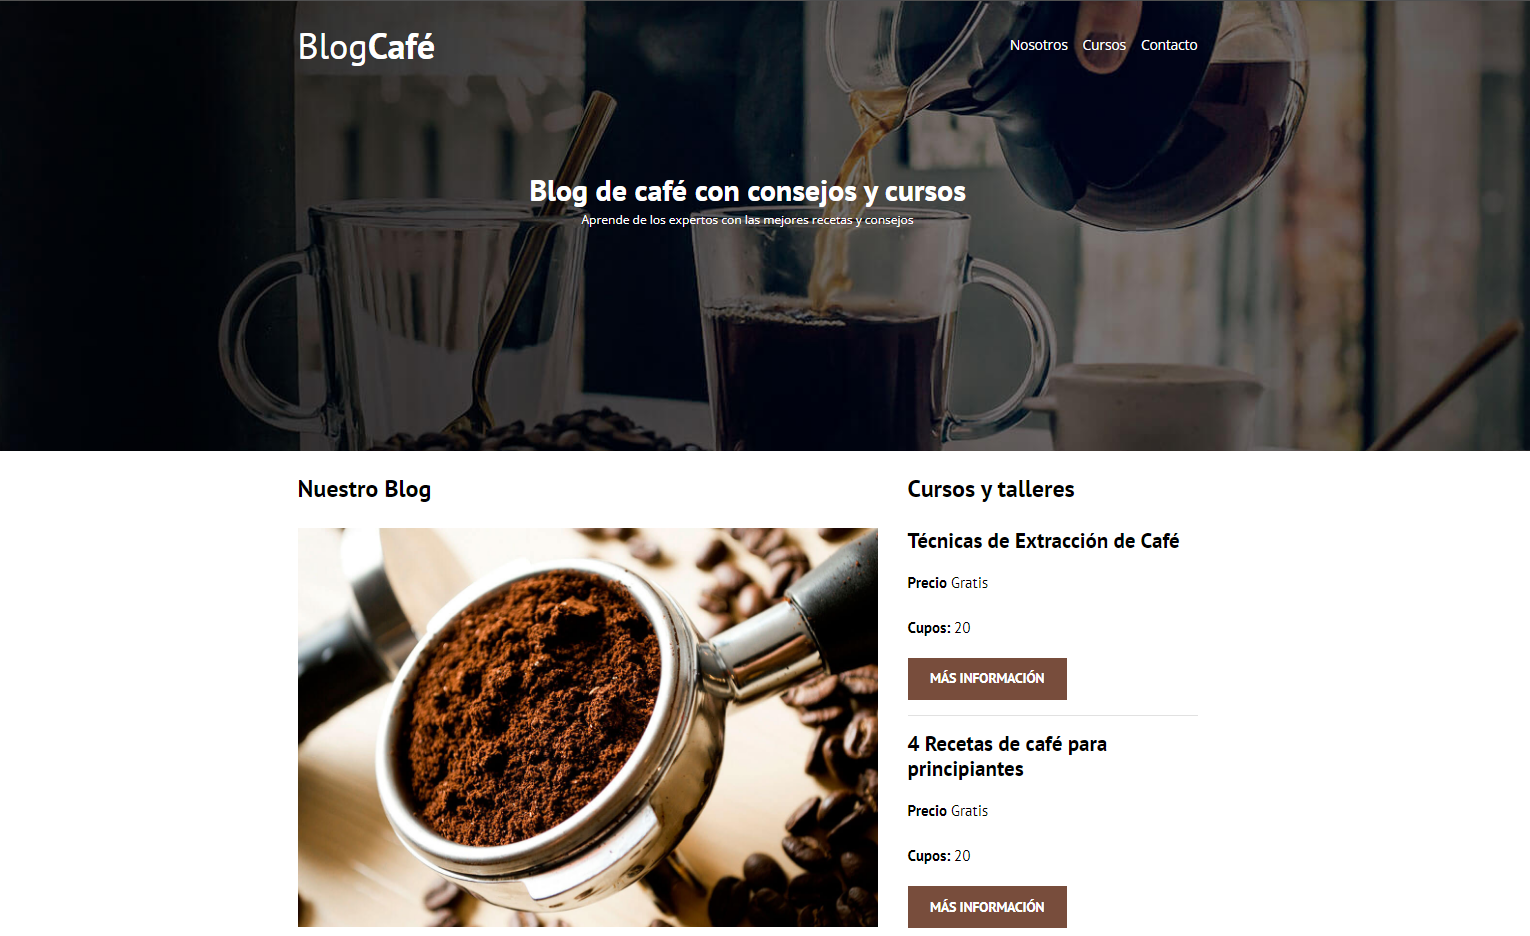 BlogCafé
Nosotros Cursos Contacto
Blog de café con consejos y cursos
Aprende de los expertos con las mejores recetas y consejos
Nuestro Blog
Cursos y talleres
Técnicas de Extracción de Café
Precio Gratis
Cupos: 20
MÁS INFORMACIÓN
4 Recetas de café para
principiantes
Precio Gratis
Cupos: 20
MÁS INFORMACIÓN